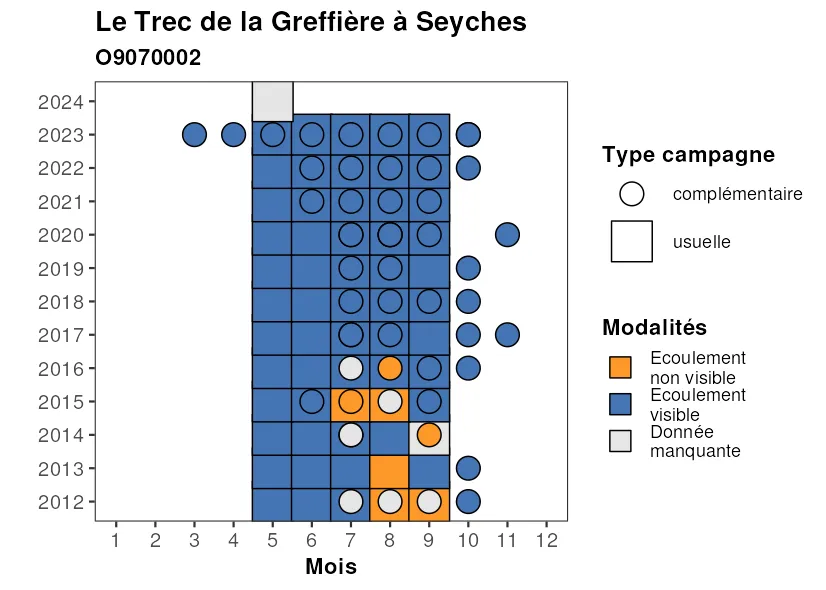 Le Trec de la Greffière à Seyches
O9070002
2024
2023
2022
2021
2020
2019
2018
2017
2016
2015
2014
2013
2012
1 2 3 4 5 6 7 8 9 10 11 12
Mois
Type campagne
complémentaire
usuelle
Modalités
Ecoulement
non visible
Ecoulement
visible
Donnée
manquante